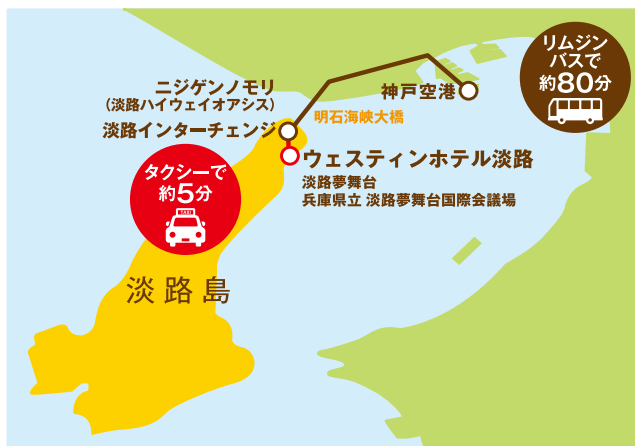 リムジン
バスで
約80分
ニジゲンノモリ
(淡路ハイウェイオアシス)
神戸空港
明石海峡大橋
淡路インターチェンジ
ウェスティンホテル淡路
淡路夢舞台
兵庫県立 淡路夢舞台国際会議場
タクシーで
約5分
TAXI
淡路島